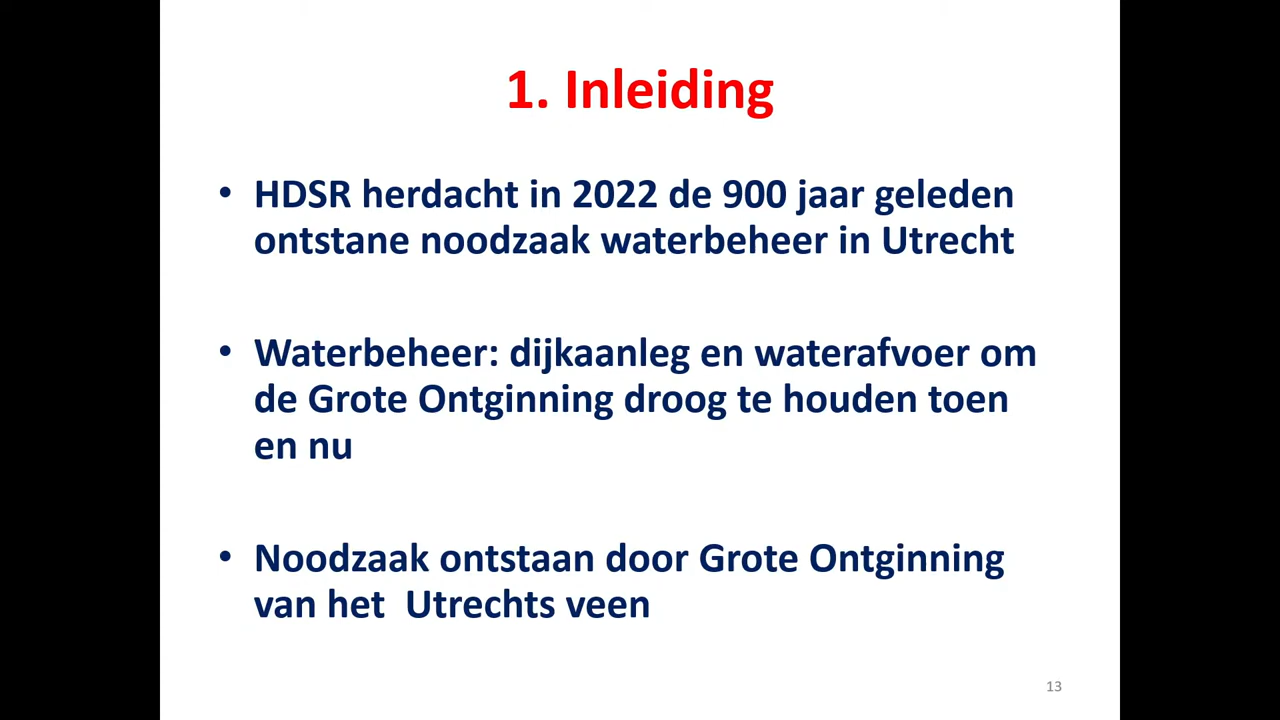 1. Inleiding
• HDSR herdacht in 2022 de 900 jaar geleden
ontstane noodzaak waterbeheer in Utrecht
• Waterbeheer: dijkaanleg en waterafvoer om
de Grote Ontginning droog te houden toen
en nu
• Noodzaak ontstaan door Grote Ontginning
van het  Utrechts veen
13